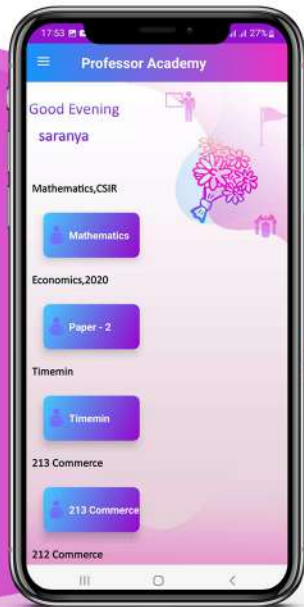 17:53
27%
Professor Academy
Good Evening
saranya
Mathematics,CSIR
Mathematics
Economics,2020
Paper - 2
Timemin
Timemin
213 Commerce
213 Commerce
212 Commerce